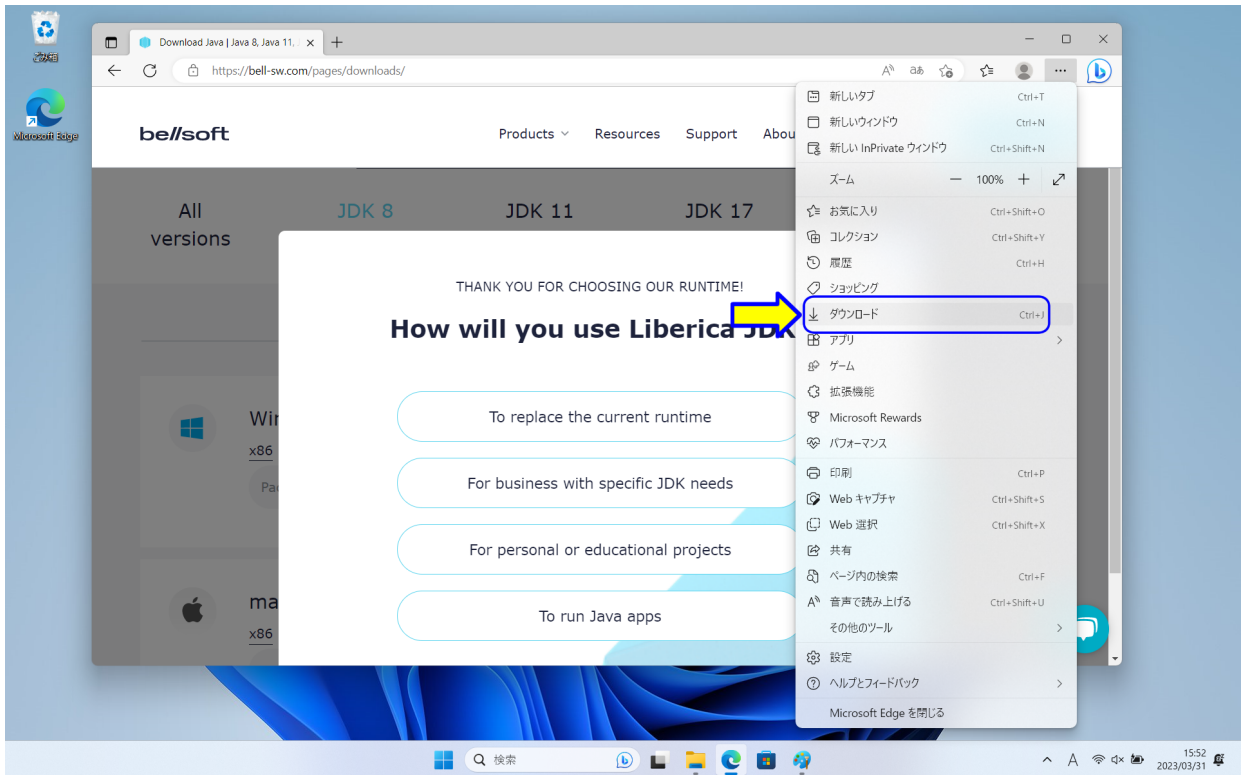 ごみ箱
Microsoft Edge
Download Java | Java 8, Java 11,
https://bell-sw.com/pages/downloads/
bellsoft
Products
Resources
Support
Abou
All versions
JDK 8
JDK 11
JDK 17
THANK YOU FOR CHOOSING OUR RUNTIME!
How will you use Liberica JDK
To replace the current runtime
For business with specific JDK needs
For personal or educational projects
To run Java apps
Win
x86
Pac
ma
x86
新しいタブ Ctrl+T
新しいウィンドウ Ctrl+N
新しい InPrivate ウィンドウ Ctrl+Shift+N
ズーム 100%
お気に入り Ctrl+Shift+O
コレクション Ctrl+Shift+Y
履歴 Ctrl+H
ショッピング
ダウンロード Ctrl+J
アプリ
ゲーム
拡張機能
Microsoft Rewards
パフォーマンス
印刷 Ctrl+P
Web キャプチャ Ctrl+Shift+S
Web 選択 Ctrl+Shift+X
共有
ページ内の検索 Ctrl+F
音声で読み上げる Ctrl+Shift+U
その他のツール
設定
ヘルプとフィードバック
Microsoft Edge を閉じる
検索
A
15:52
2023/03/31